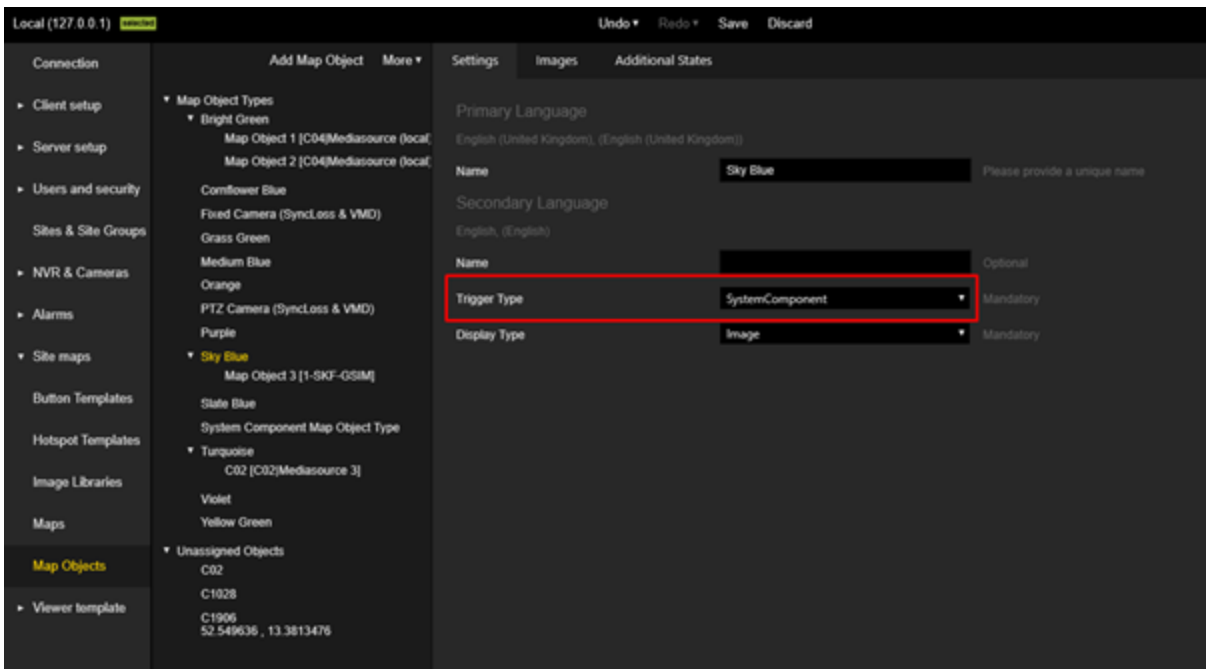 Local (127.0.0.1) selected
Undo ▾ Redo ▾ Save Discard
Connection
▸ Client setup
▸ Server setup
▸ Users and security
Sites & Site Groups
▸ NVR & Cameras
▸ Alarms
▾ Site maps
Button Templates
Hotspot Templates
Image Libraries
Maps
Map Objects
▸ Viewer template
Add Map Object More ▾
▾ Map Object Types
▾ Bright Green
Map Object 1 [C04|Mediasource (local)
Map Object 2 [C04|Mediasource (local)
Cornflower Blue
Fixed Camera (SyncLoss & VMD)
Grass Green
Medium Blue
Orange
PTZ Camera (SyncLoss & VMD)
Purple
▾ Sky Blue
Map Object 3 [1-SKF-GSIM]
Slate Blue
System Component Map Object Type
▾ Turquoise
C02 [C02|Mediasource 3]
Violet
Yellow Green
▾ Unassigned Objects
C02
C1028
C1906
52.549636 , 13.3813476
Settings Images Additional States
Primary Language
English (United Kingdom), (English (United Kingdom))
Name Sky Blue Please provide a unique name
Secondary Language
English, (English)
Name Optional
Trigger Type SystemComponent ▾ Mandatory
Display Type Image ▾ Mandatory